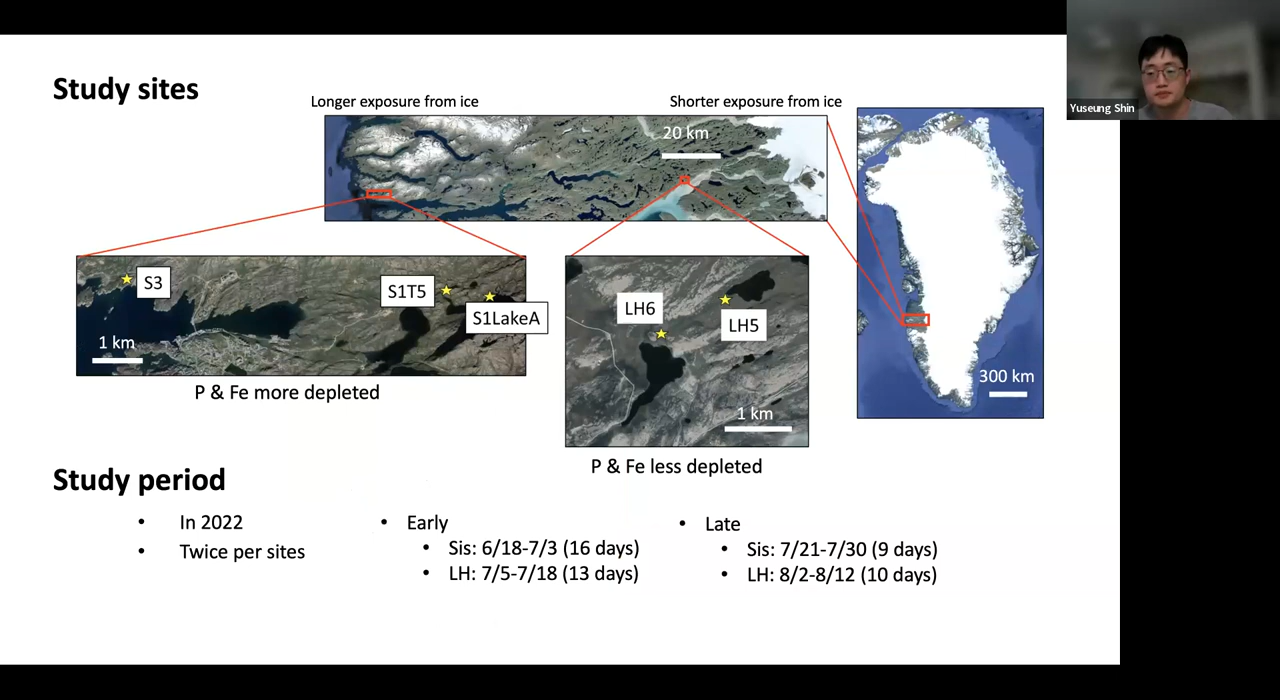 Study sites
Longer exposure from ice
Shorter exposure from ice
Yuseung Shin
20 km
S3
S1T5
S1LakeA
1 km
P & Fe more depleted
LH6
LH5
1 km
P & Fe less depleted
300 km
Study period
• In 2022
• Twice per sites
• Early
• Sis: 6/18-7/3 (16 days)
• LH: 7/5-7/18 (13 days)
• Late
• Sis: 7/21-7/30 (9 days)
• LH: 8/2-8/12 (10 days)